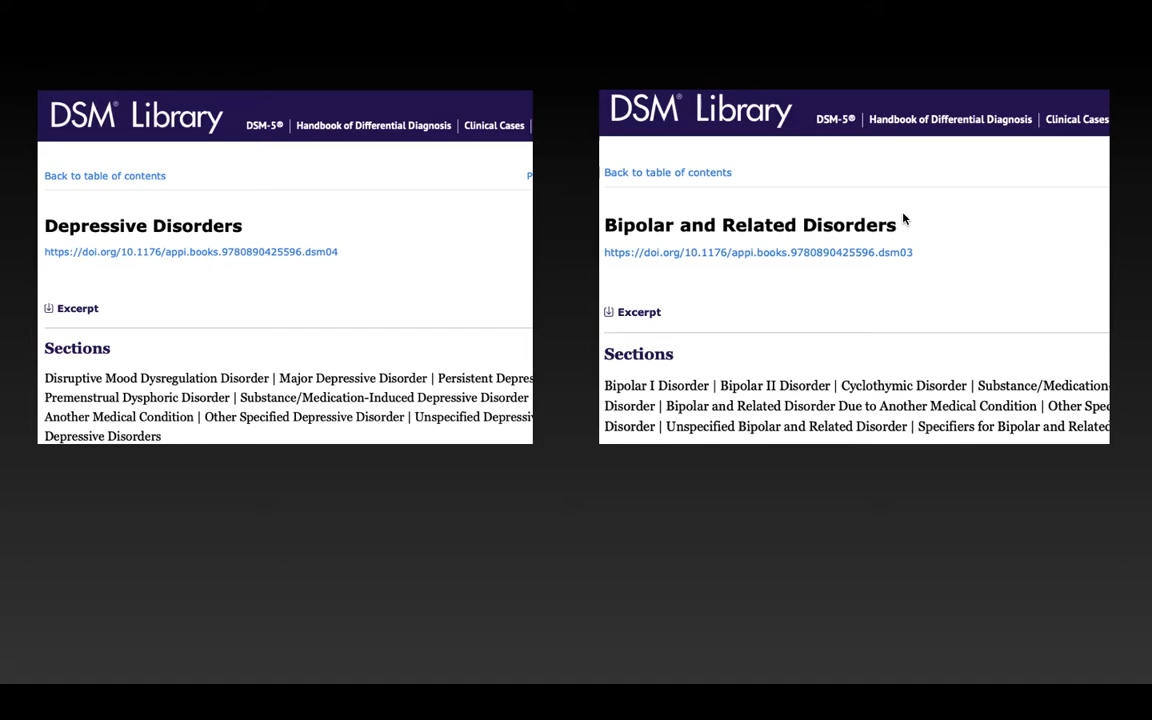 DSM® Library
DSM-5® | Handbook of Differential Diagnosis | Clinical Cases |
Back to table of contents
P
Depressive Disorders
https://doi.org/10.1176/appi.books.9780890425596.dsm04
Excerpt
Sections
Disruptive Mood Dysregulation Disorder | Major Depressive Disorder | Persistent Depres
Premenstrual Dysphoric Disorder | Substance/Medication-Induced Depressive Disorder
Another Medical Condition | Other Specified Depressive Disorder | Unspecified Depressiv
Depressive Disorders
DSM® Library
DSM-5® | Handbook of Differential Diagnosis | Clinical Cases
Back to table of contents
Bipolar and Related Disorders
https://doi.org/10.1176/appi.books.9780890425596.dsm03
Excerpt
Sections
Bipolar I Disorder | Bipolar II Disorder | Cyclothymic Disorder | Substance/Medication-
Disorder | Bipolar and Related Disorder Due to Another Medical Condition | Other Spec
Disorder | Unspecified Bipolar and Related Disorder | Specifiers for Bipolar and Related